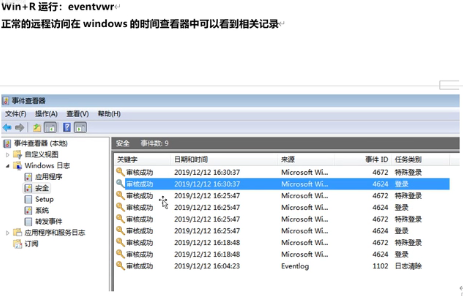 Win+R 运行：eventvwr
正常的远程访问在 windows 的时间查看器中可以看到相关记录
事件查看器
文件(F) 操作(A) 查看(V) 帮助(H)
事件查看器 (本地)
自定义视图
Windows 日志
应用程序
安全
Setup
系统
转发事件
应用程序和服务日志
订阅
安全 事件数: 9
关键字 日期和时间 来源 事件 ID 任务类别
审核成功 2019/12/12 16:30:37 Microsoft Wi... 4672 特殊登录
审核成功 2019/12/12 16:30:37 Microsoft Wi... 4624 登录
审核成功 2019/12/12 16:25:47 Microsoft Wi... 4672 特殊登录
审核成功 2019/12/12 16:25:47 Microsoft Wi... 4624 登录
审核成功 2019/12/12 16:25:47 Microsoft Wi... 4672 特殊登录
审核成功 2019/12/12 16:25:47 Microsoft Wi... 4624 登录
审核成功 2019/12/12 16:18:48 Microsoft Wi... 4672 特殊登录
审核成功 2019/12/12 16:18:48 Microsoft Wi... 4624 登录
审核成功 2019/12/12 16:04:23 Eventlog 1102 日志清除